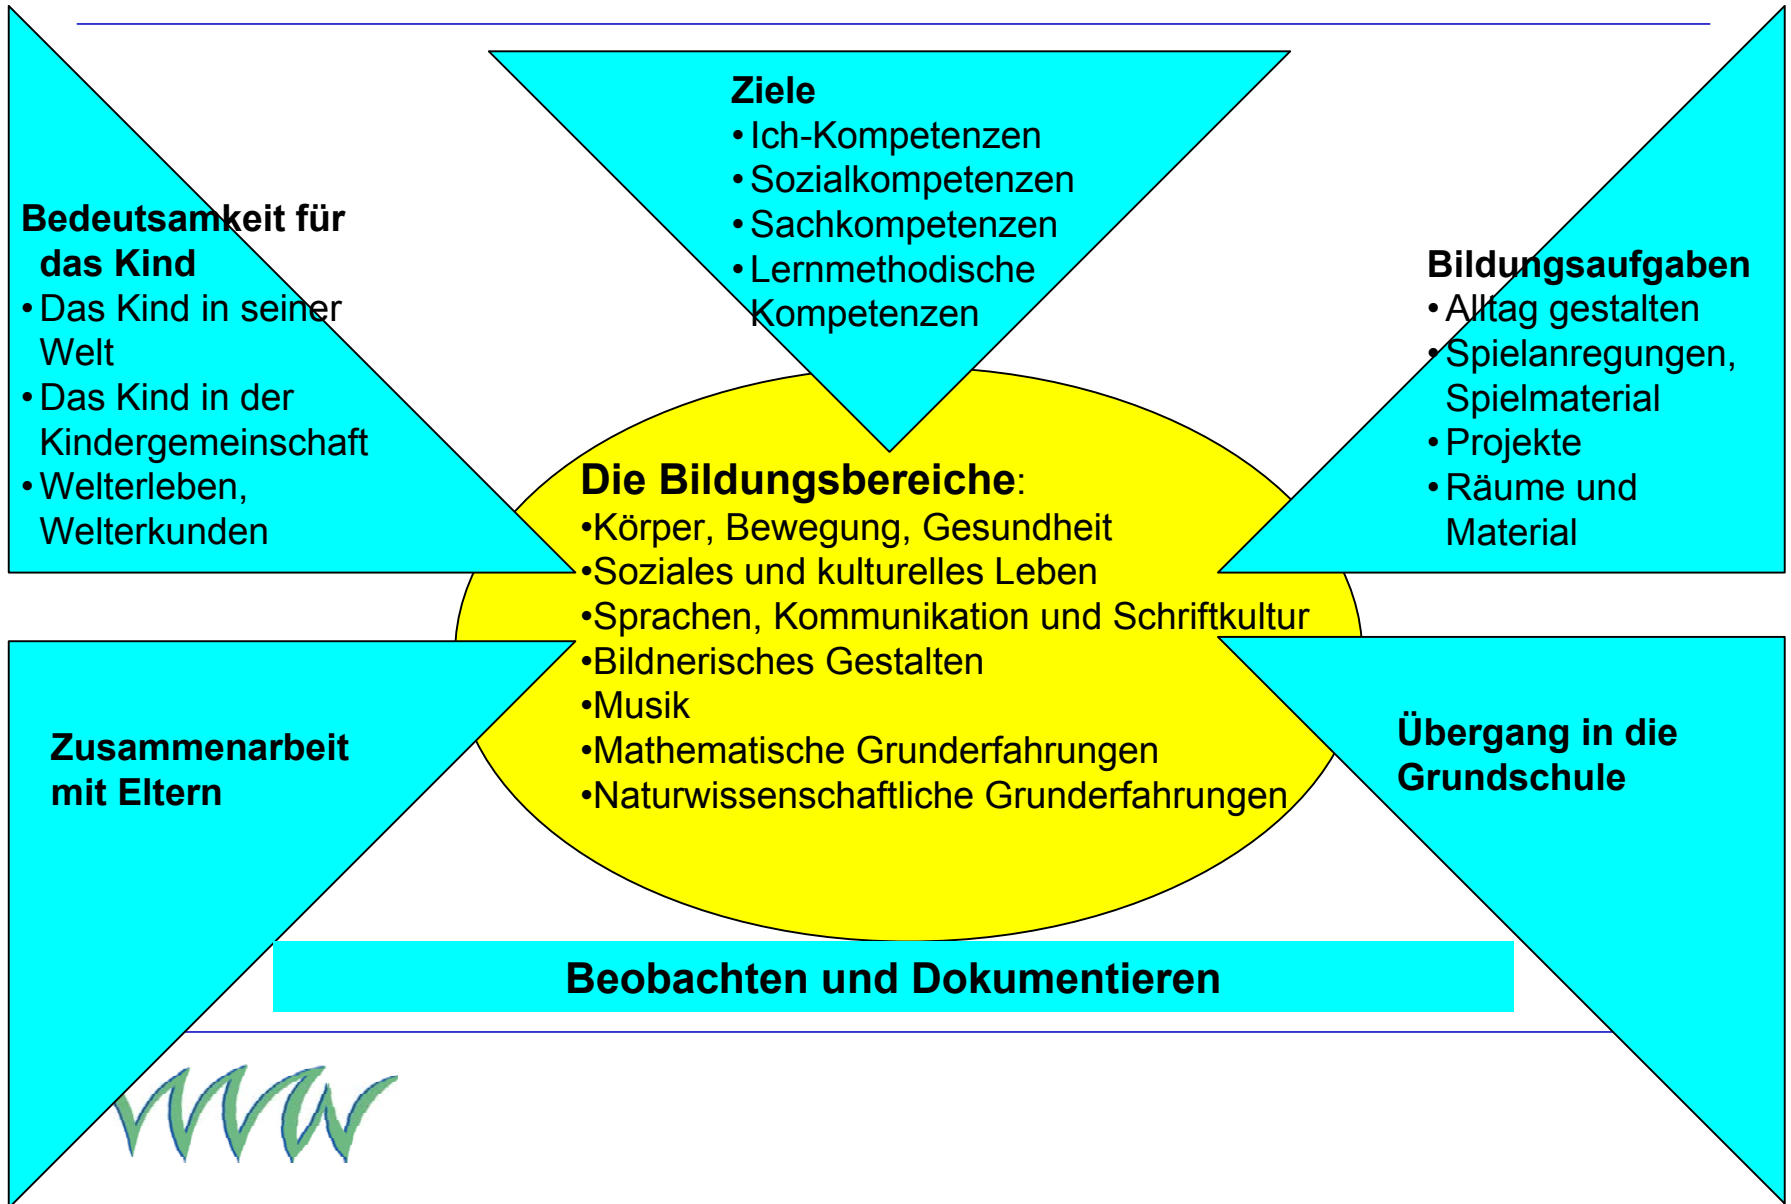 Ziele
• Ich-Kompetenzen
• Sozialkompetenzen
• Sachkompetenzen
• Lernmethodische
Kompetenzen
Bedeutsamkeit für
das Kind
• Das Kind in seiner
Welt
• Das Kind in der
Kindergemeinschaft
• Welterleben,
Welterkunden
Bildungsaufgaben
• Alltag gestalten
• Spielanregungen,
Spielmaterial
• Projekte
• Räume und
Material
Die Bildungsbereiche:
•Körper, Bewegung, Gesundheit
•Soziales und kulturelles Leben
•Sprachen, Kommunikation und Schriftkultur
•Bildnerisches Gestalten
•Musik
•Mathematische Grunderfahrungen
•Naturwissenschaftliche Grunderfahrungen
Zusammenarbeit
mit Eltern
Übergang in die
Grundschule
Beobachten und Dokumentieren